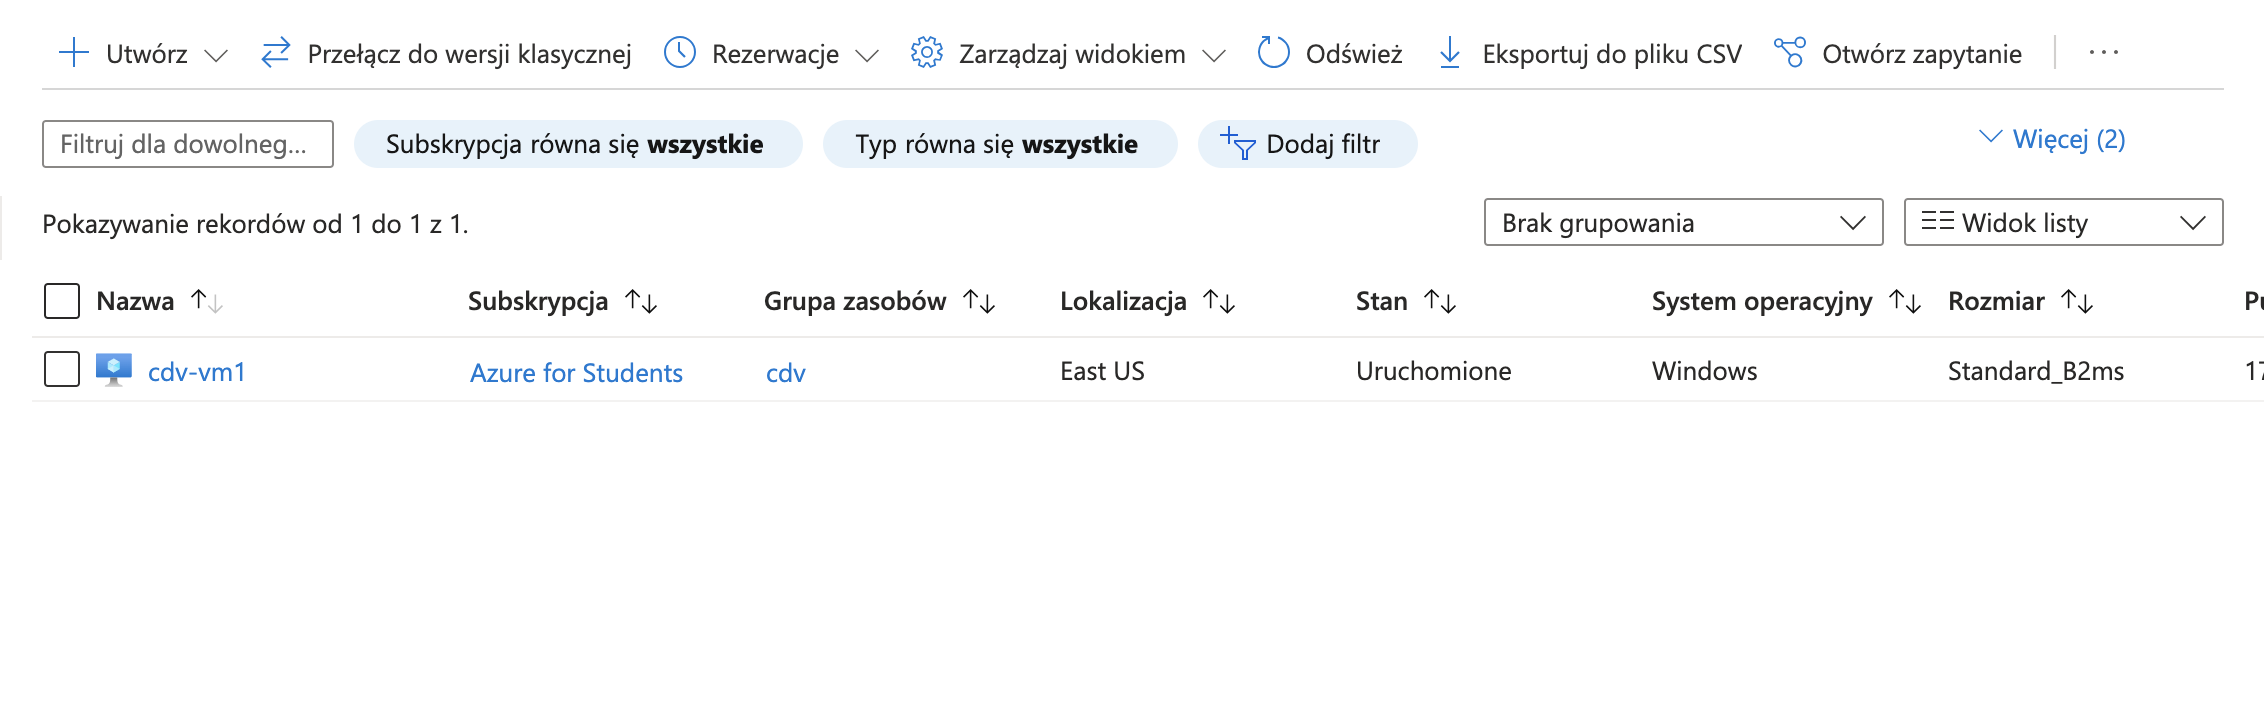 Utwórz Przełącz do wersji klasycznej Rezerwacje Zarządzaj widokiem Odśwież Eksportuj do pliku CSV Otwórz zapytanie ...
Filtruj dla dowolneg... Subskrypcja równa się wszystkie Typ równa się wszystkie Dodaj filtr Więcej (2)
Pokazywanie rekordów od 1 do 1 z 1. Brak grupowania Widok listy
Nazwa Subskrypcja Grupa zasobów Lokalizacja Stan System operacyjny Rozmiar
cdv-vm1 Azure for Students cdv East US Uruchomione Windows Standard_B2ms